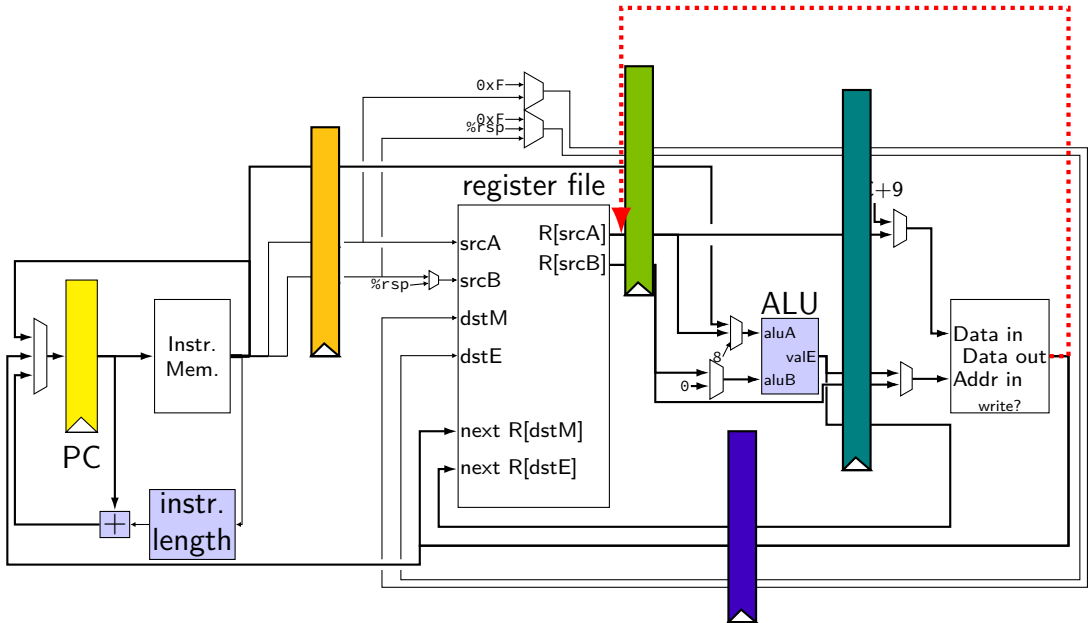 0xF
0xF
%rsp
register file
+9
srcA
R[srcA]
R[srcB]
%rsp
srcB
dstM
ALU
Instr.
Mem.
aluA
Data in
dstE
8
valE
Data out
0
aluB
Addr in
write?
next R[dstM]
PC
next R[dstE]
instr.
length
+